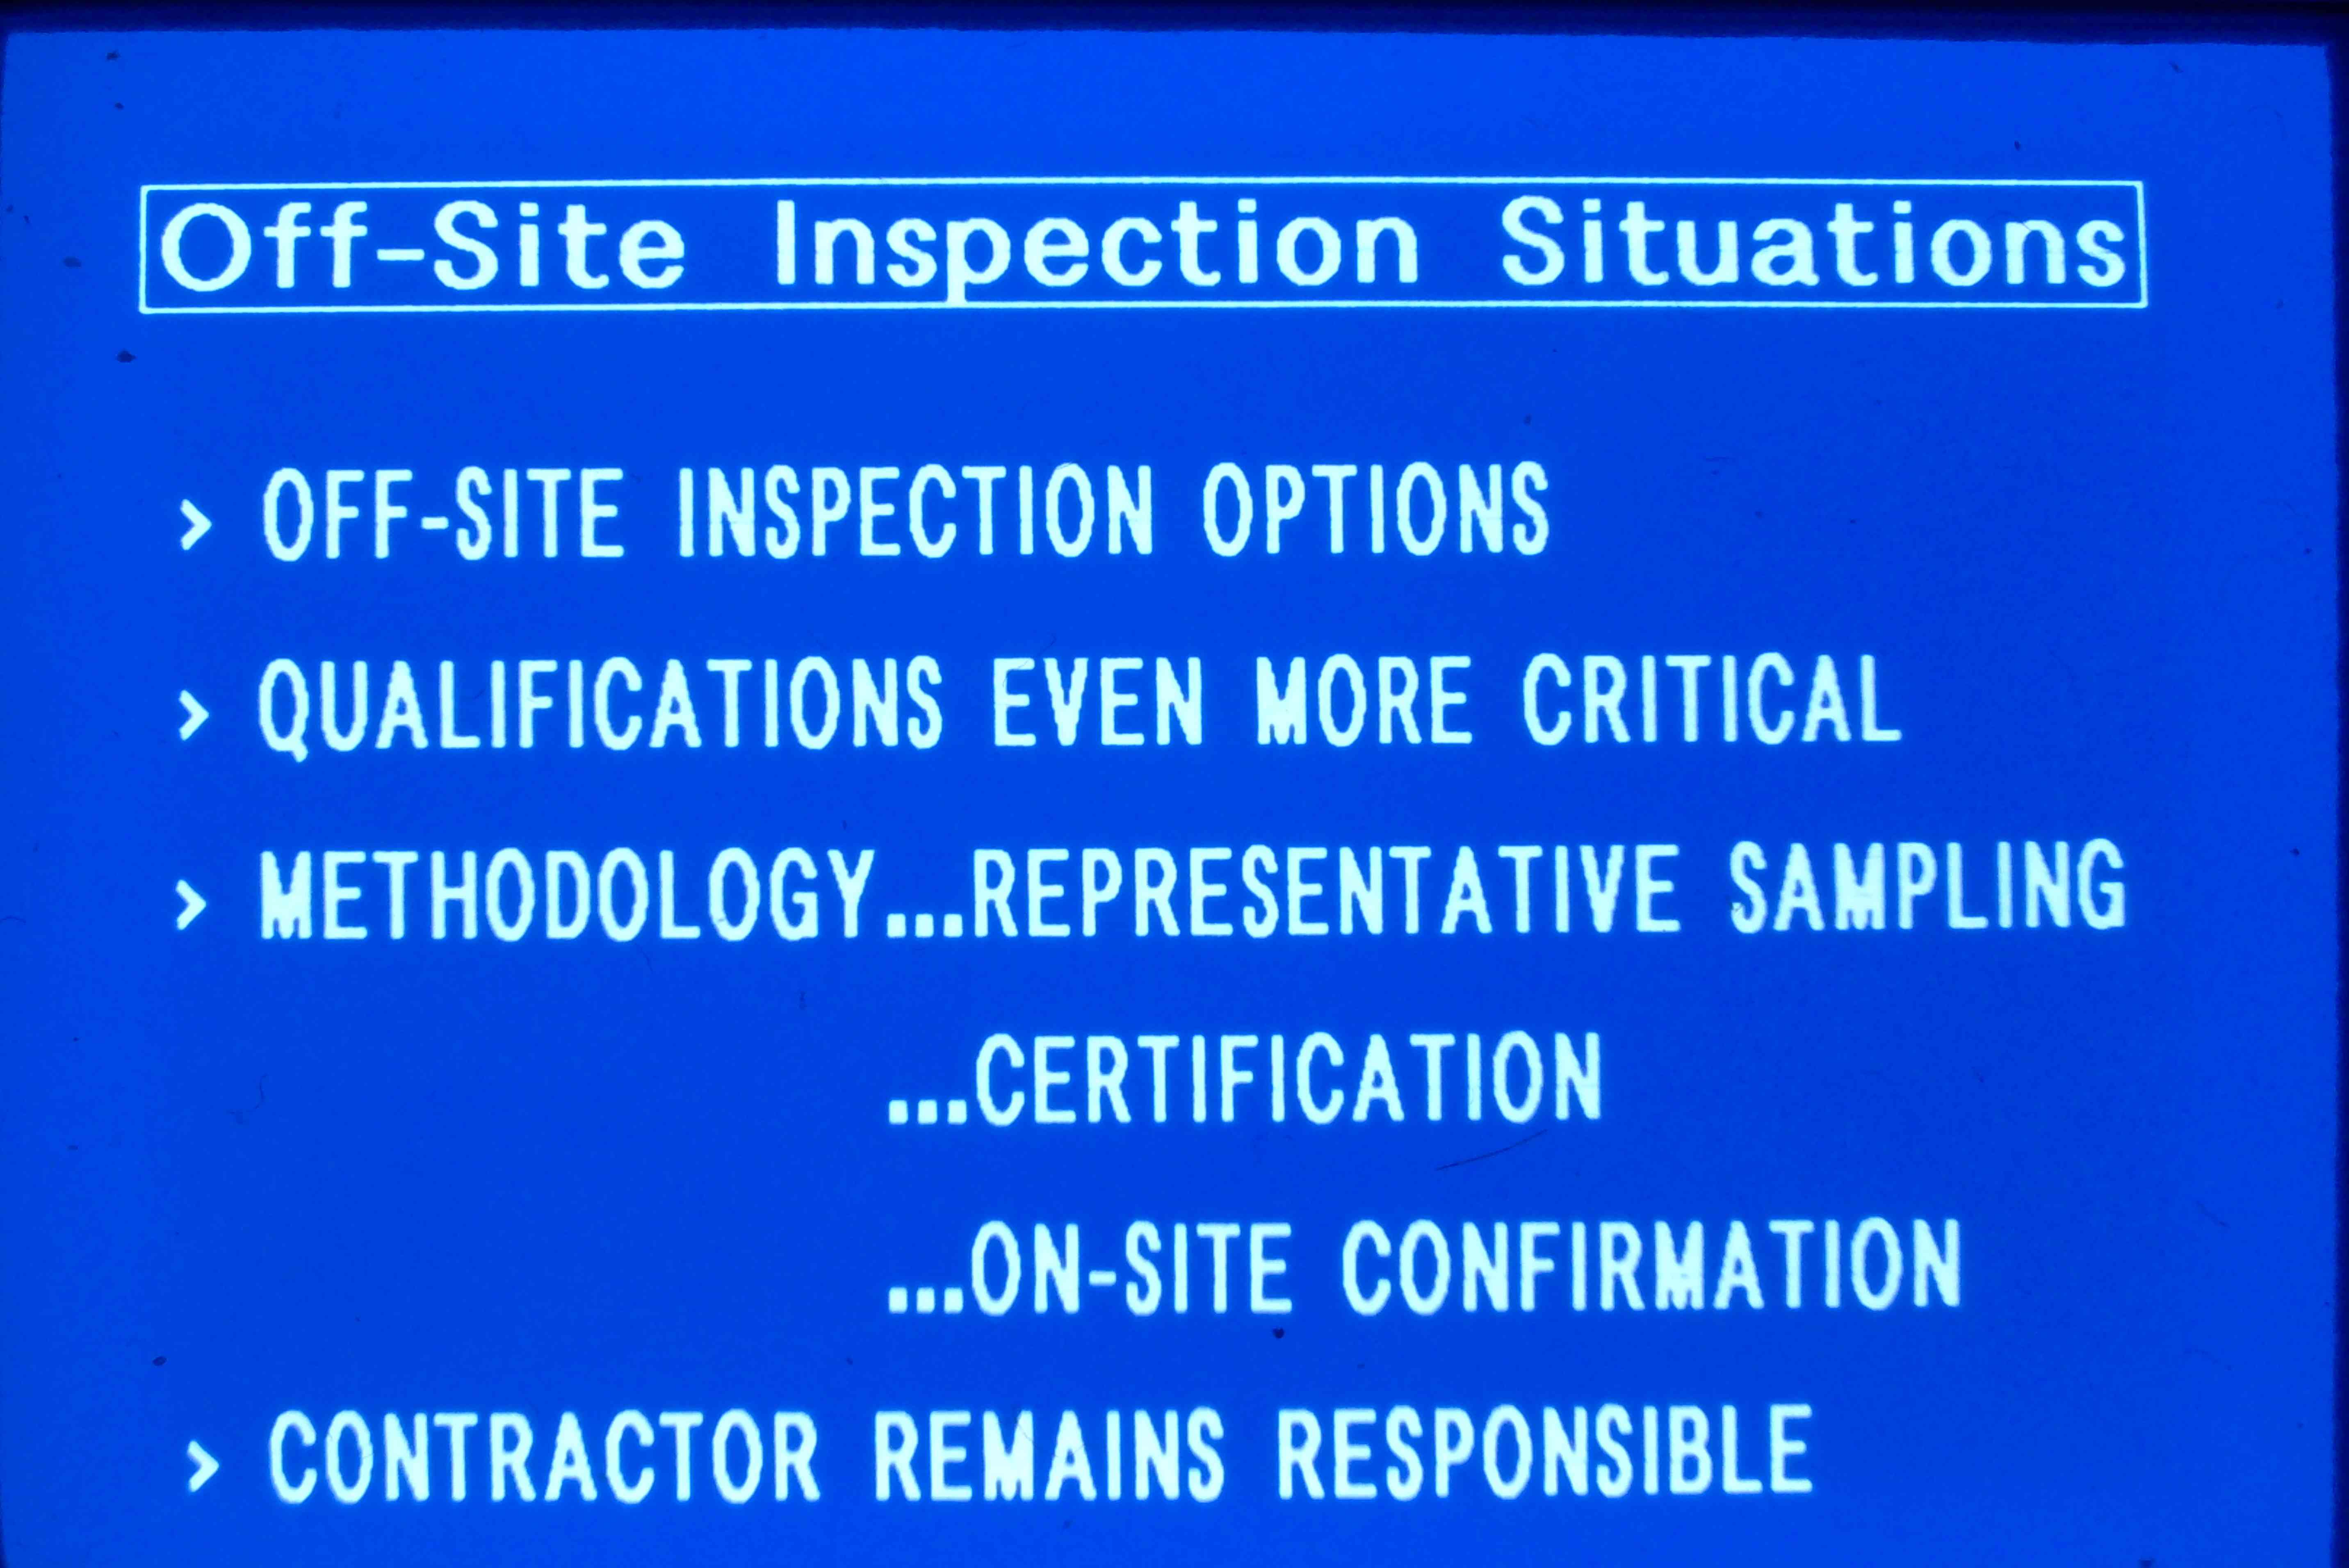 Off-Site Inspection Situations
> OFF-SITE INSPECTION OPTIONS
> QUALIFICATIONS EVEN MORE CRITICAL
> METHODOLOGY...REPRESENTATIVE SAMPLING
...CERTIFICATION
...ON-SITE CONFIRMATION
> CONTRACTOR REMAINS RESPONSIBLE